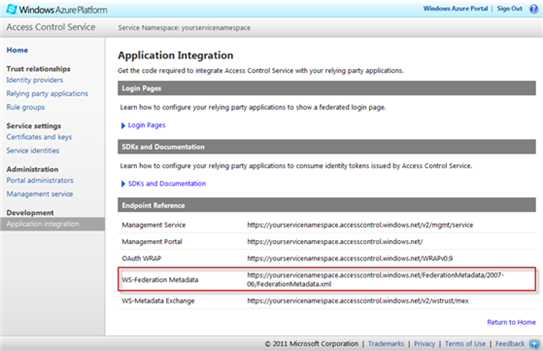 Windows Azure Platform
Windows Azure Portal | Sign Out
Access Control Service
Service Namespace: yourservicenamespace
Home
Trust relationships
Identity providers
Relying party applications
Rule groups
Service settings
Certificates and keys
Service identities
Administration
Portal administrators
Management service
Development
Application integration
Application Integration
Get the code required to integrate Access Control Service with your relying party applications.
Login Pages
Learn how to configure your relying party applications to show a federated login page.
Login Pages
SDKs and Documentation
Learn how to configure your relying party applications to consume identity tokens issued by Access Control Service.
SDKs and Documentation
Endpoint Reference
Management Service https://yourservicenamespace.accesscontrol.windows.net/v2/mgmt/service
Management Portal https://yourservicenamespace.accesscontrol.windows.net/
OAuth WRAP https://yourservicenamespace.accesscontrol.windows.net/WRAPv0.9
WS-Federation Metadata https://yourservicenamespace.accesscontrol.windows.net/FederationMetadata/2007-
06/FederationMetadata.xml
WS-Metadata Exchange https://yourservicenamespace.accesscontrol.windows.net/v2/wstrust/mex
Return to Home
© 2011 Microsoft Corporation | Trademarks | Privacy | Terms of Use | Feedback